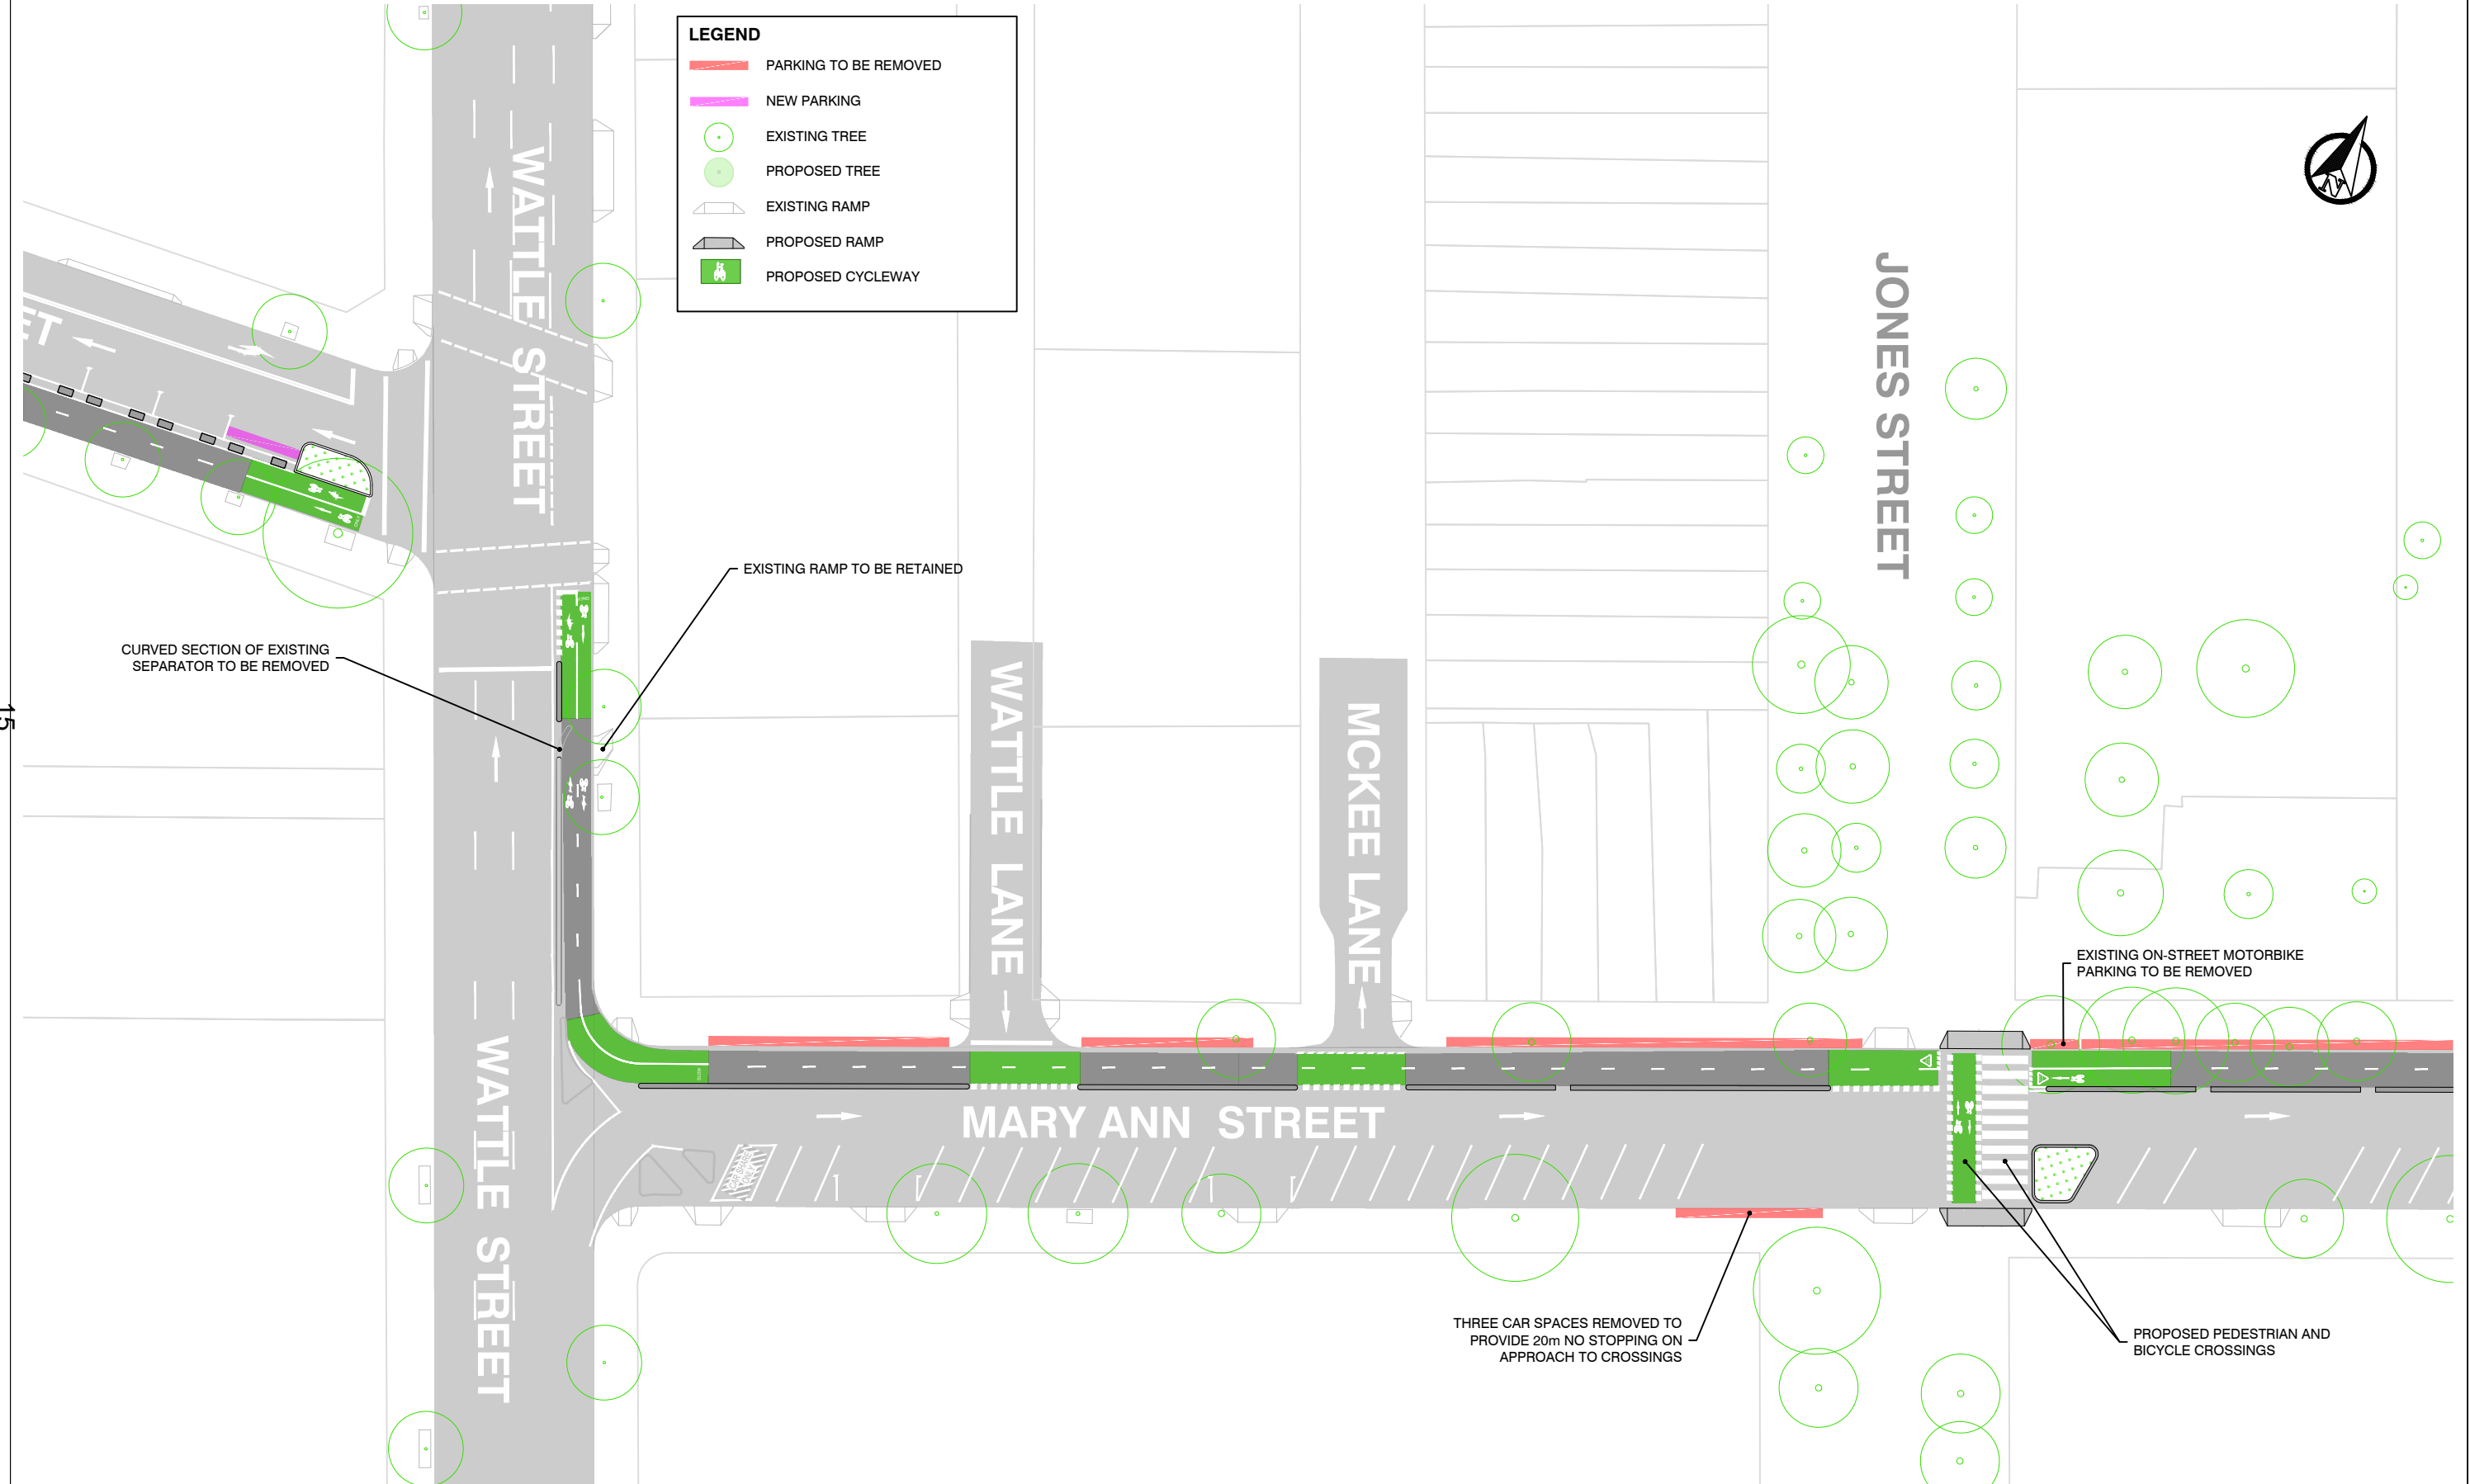 LEGEND
PARKING TO BE REMOVED
NEW PARKING
EXISTING TREE
PROPOSED TREE
EXISTING RAMP
PROPOSED RAMP
PROPOSED CYCLEWAY
N
WATTLE STREET
JONES STREET
ET
EXISTING RAMP TO BE RETAINED
CURVED SECTION OF EXISTING
SEPARATOR TO BE REMOVED
15
WATTLE LANE
MCKEE LANE
EXISTING ON-STREET MOTORBIKE
PARKING TO BE REMOVED
WATTLE STREET
MARY ANN STREET
THREE CAR SPACES REMOVED TO
PROVIDE 20m NO STOPPING ON
APPROACH TO CROSSINGS
PROPOSED PEDESTRIAN AND
BICYCLE CROSSINGS